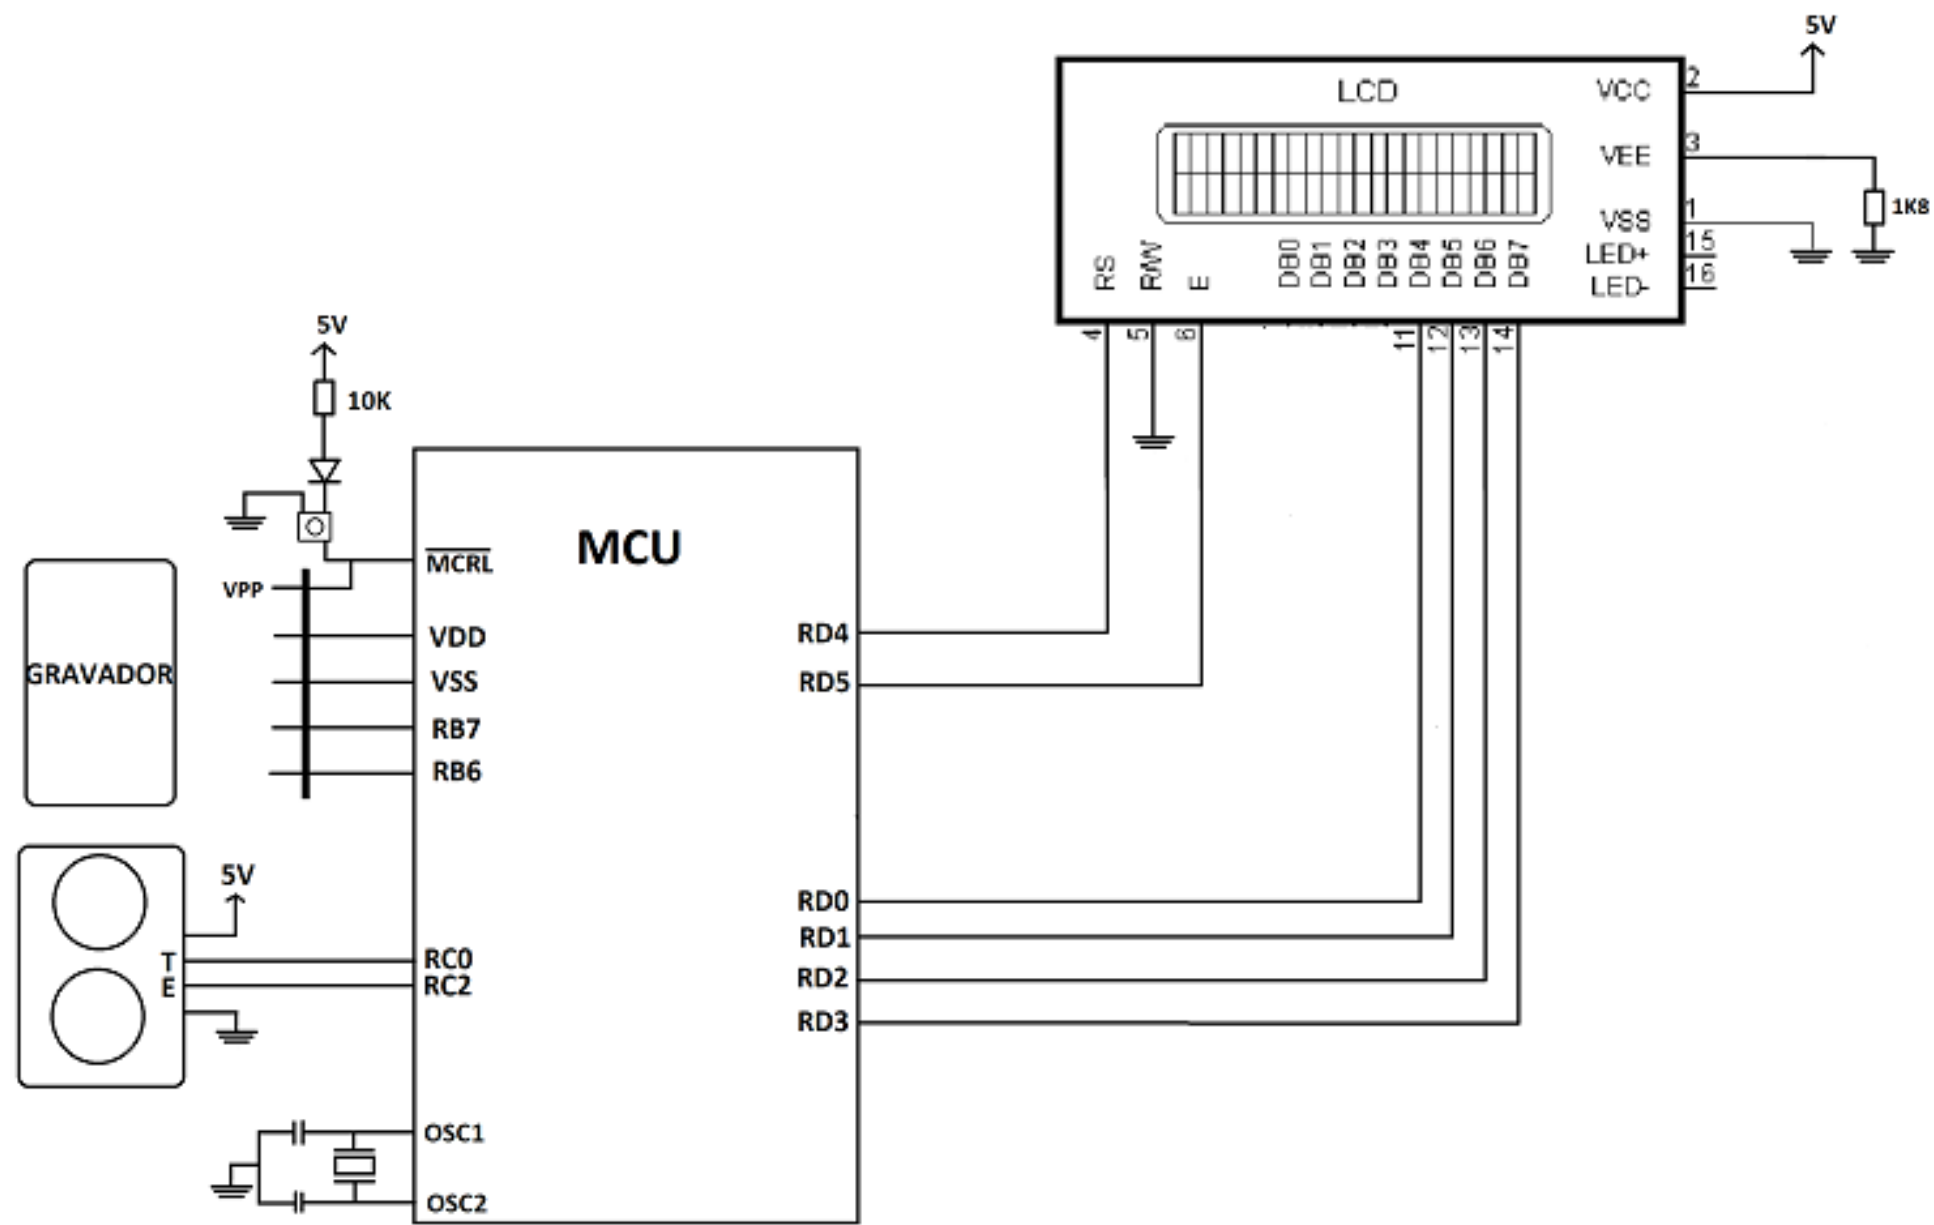 5V
LCD
VCC
2
VEE
3
1K8
VSS
1
LED+
15
LED-
16
RS
R/W
E
DB0
DB1
DB2
DB3
DB4
DB5
DB6
DB7
4
5
6
11
12
13
14
5V
10K
MCU
MCRL
VPP
VDD
VSS
RB7
RB6
GRAVADOR
RD4
RD5
5V
T
E
RC0
RC2
RD0
RD1
RD2
RD3
OSC1
OSC2